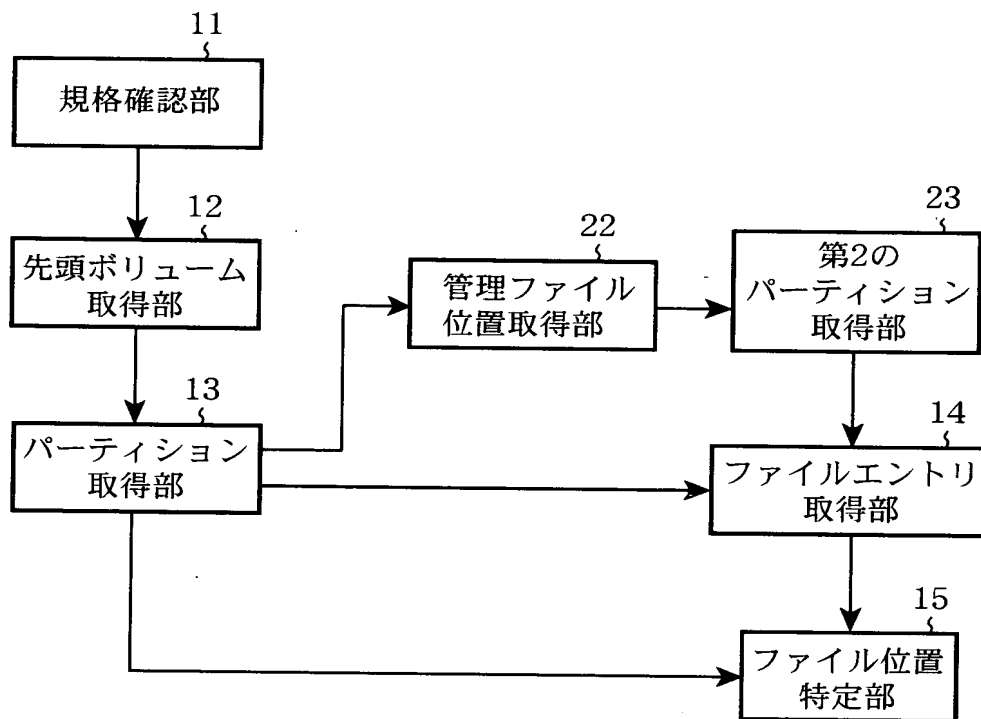 11
規格確認部
12
先頭ボリューム
取得部
22
管理ファイル
位置取得部
23
第2の
パーティション
取得部
13
パーティション
取得部
14
ファイルエントリ
取得部
15
ファイル位置
特定部